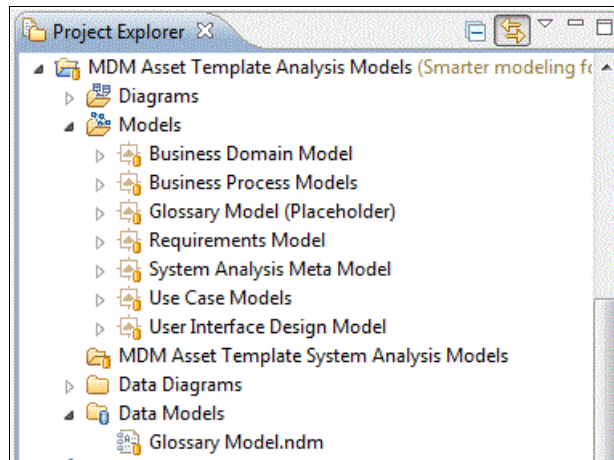 Project Explorer
MDM Asset Template Analysis Models (Smarter modeling fo
Diagrams
Models
Business Domain Model
Business Process Models
Glossary Model (Placeholder)
Requirements Model
System Analysis Meta Model
Use Case Models
User Interface Design Model
MDM Asset Template System Analysis Models
Data Diagrams
Data Models
Glossary Model.ndm